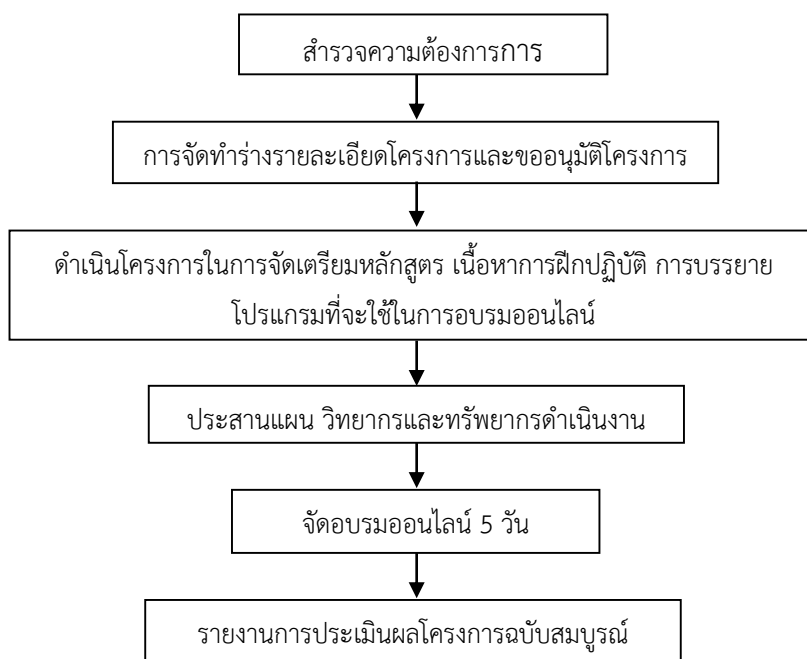 สำรวจความต้องการการ
การจัดทำร่างรายละเอียดโครงการและขออนุมัติโครงการ
ดำเนินโครงการในการจัดเตรียมหลักสูตร เนื้อหาการฝึกปฏิบัติ การบรรยาย
โปรแกรมที่จะใช้ในการอบรมออนไลน์
ประสานแผน วิทยากรและทรัพยากรดำเนินงาน
จัดอบรมออนไลน์ 5 วัน
รายงานการประเมินผลโครงการฉบับสมบูรณ์